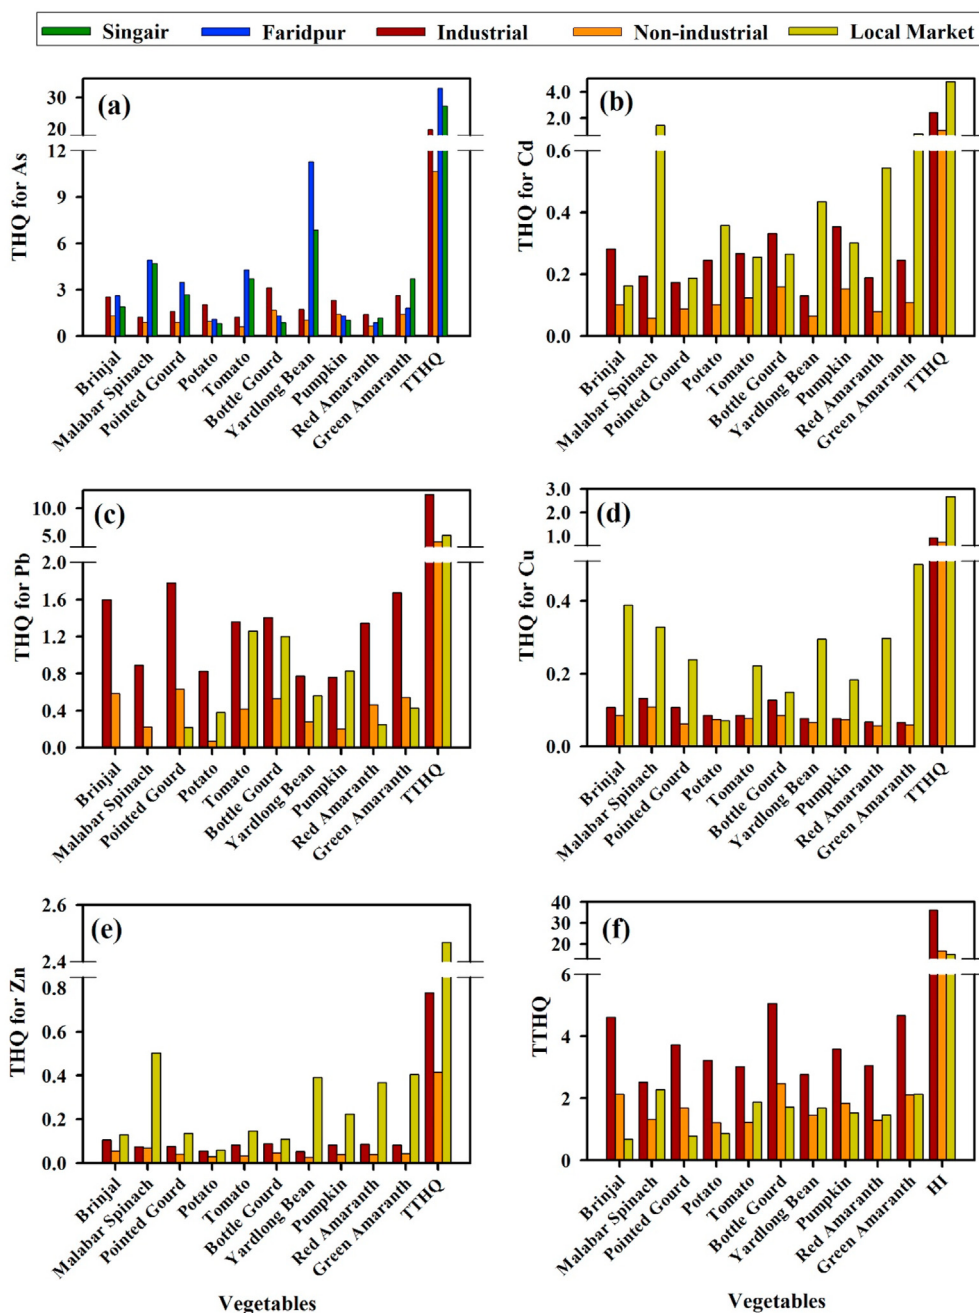 Singair Faridpur Industrial Non-industrial Local Market
(a)
THQ for As
30
20
12
9
6
3
0
Brinjal
Malabar Spinach
Pointed Gourd
Potato
Tomato
Bottle Gourd
Yardlong Bean
Pumpkin
Red Amaranth
Green Amaranth
TTHQ
(b)
THQ for Cd
4.0
2.0
0.6
0.4
0.2
0.0
Brinjal
Malabar Spinach
Pointed Gourd
Potato
Tomato
Bottle Gourd
Yardlong Bean
Pumpkin
Red Amaranth
Green Amaranth
TTHQ
(c)
THQ for Pb
10.0
5.0
2.0
1.6
1.2
0.8
0.4
0.0
Brinjal
Malabar Spinach
Pointed Gourd
Potato
Tomato
Bottle Gourd
Yardlong Bean
Pumpkin
Red Amaranth
Green Amaranth
TTHQ
(d)
THQ for Cu
3.0
2.0
1.0
0.4
0.2
0.0
Brinjal
Malabar Spinach
Pointed Gourd
Potato
Tomato
Bottle Gourd
Yardlong Bean
Pumpkin
Red Amaranth
Green Amaranth
TTHQ
(e)
THQ for Zn
2.6
2.4
0.8
0.6
0.4
0.2
0.0
Brinjal
Malabar Spinach
Pointed Gourd
Potato
Tomato
Bottle Gourd
Yardlong Bean
Pumpkin
Red Amaranth
Green Amaranth
TTHQ
Vegetables
(f)
TTHQ
40
20
6
4
2
0
Brinjal
Malabar Spinach
Pointed Gourd
Potato
Tomato
Bottle Gourd
Yardlong Bean
Pumpkin
Red Amaranth
Green Amaranth
HI
Vegetables